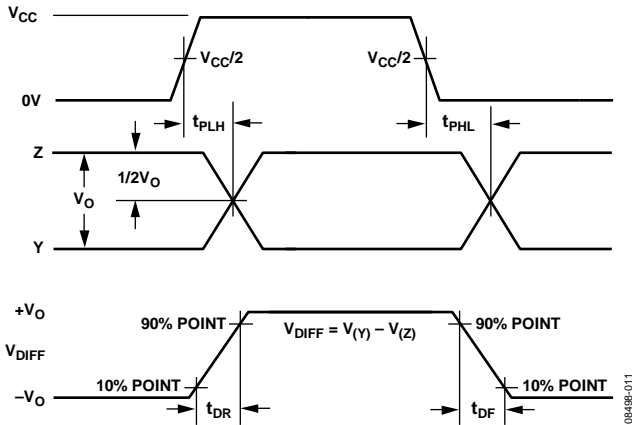 VCC
VCC/2
VCC/2
0V
tPLH
tPHL
Z
1/2VO
VO
Y
+VO
90% POINT
VDIFF = V(Y) – V(Z)
90% POINT
VDIFF
10% POINT
10% POINT
–VO
tDR
tDF
08498-011